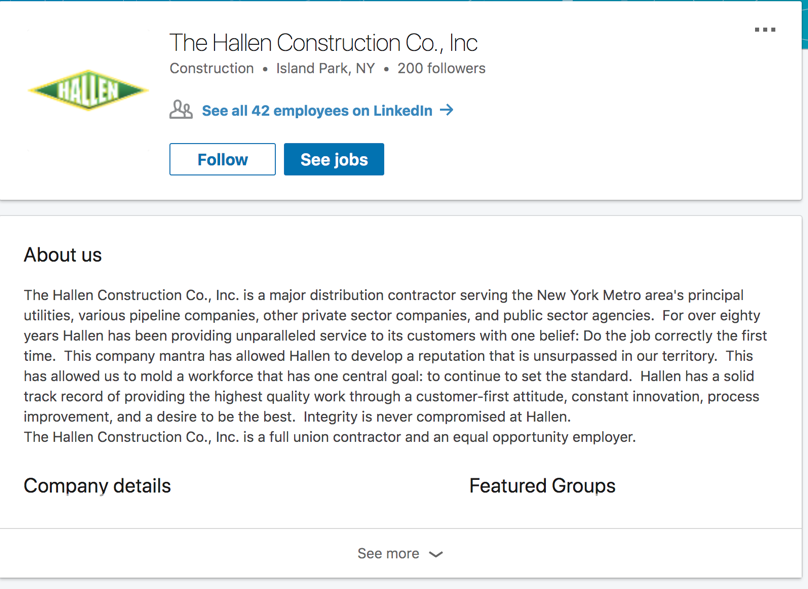 HALLEN
The Hallen Construction Co., Inc
Construction • Island Park, NY • 200 followers
See all 42 employees on LinkedIn →
Follow
See jobs
About us
The Hallen Construction Co., Inc. is a major distribution contractor serving the New York Metro area's principal
utilities, various pipeline companies, other private sector companies, and public sector agencies.  For over eighty
years Hallen has been providing unparalleled service to its customers with one belief: Do the job correctly the first
time.  This company mantra has allowed Hallen to develop a reputation that is unsurpassed in our territory.  This
has allowed us to mold a workforce that has one central goal: to continue to set the standard.  Hallen has a solid
track record of providing the highest quality work through a customer-first attitude, constant innovation, process
improvement, and a desire to be the best.  Integrity is never compromised at Hallen.
The Hallen Construction Co., Inc. is a full union contractor and an equal opportunity employer.
Company details
Featured Groups
See more